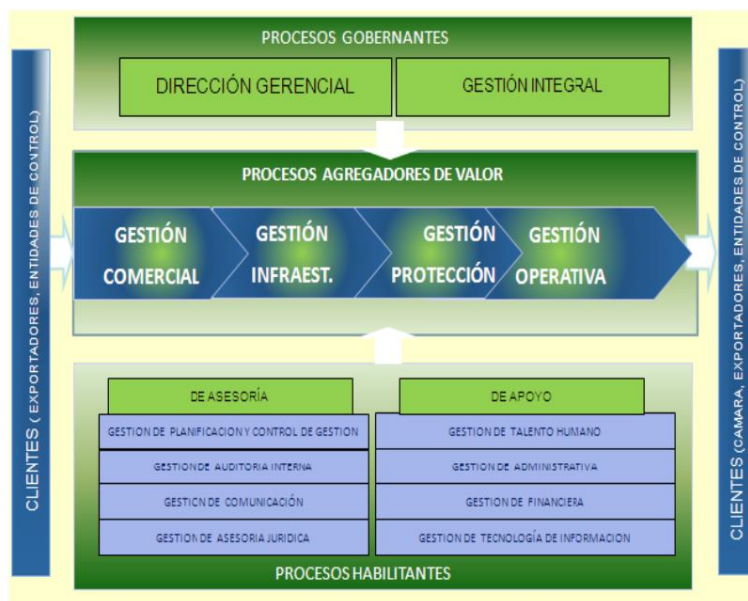 PROCESOS GOBERNANTES
DIRECCIÓN GERENCIAL
GESTIÓN INTEGRAL
CLIENTES ( EXPORTADORES, ENTIDADES DE CONTROL)
PROCESOS AGREGADORES DE VALOR
GESTIÓN
COMERCIAL
GESTIÓN
INFRAEST.
GESTIÓN
PROTECCIÓN
GESTIÓN
OPERATIVA
CLIENTES (CAMARA, EXPORTADORES, ENTIDADES DE CONTROL)
DE ASESORÍA
GESTION DE PLANIFICACION Y CONTROL DE GESTION
GESTION DE AUDITORIA INTERNA
GESTION DE COMUNICACIÓN
GESTION DE ASESORIA JURIDICA
DE APOYO
GESTION DE TALENTO HUMANO
GESTION DE ADMINISTRATIVA
GESTION DE FINANCIERA
GESTION DE TECNOLOGÍA DE INFORMACION
PROCESOS HABILITANTES